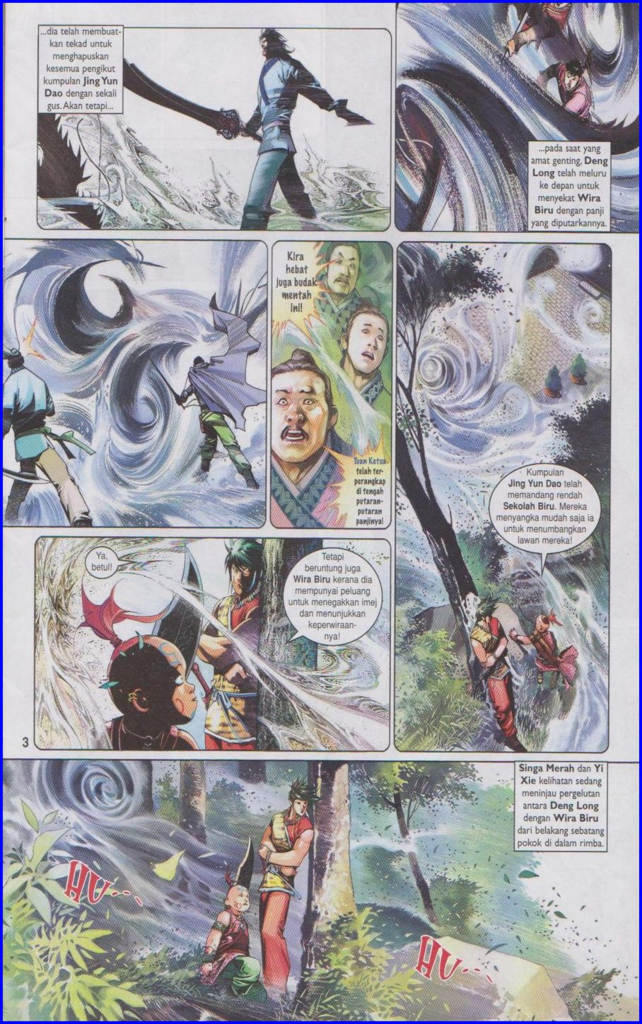 ...dia telah membuat-
kan tekad untuk
menghapuskan
kesemua pengikut
kumpulan Jing Yun
Dao dengan sekali
gus. Akan tetapi...
...pada saat yang
amat genting, Deng
Long telah meluru
ke depan untuk
menyekat Wira
Biru dengan panji
yang diputarkannya.
Kira
hebat
juga budak
mentah
ini!
Tuan Ketua
telah ter-
perangkap
di tengah
putaran-
putaran
panjinya!
Kumpulan
Jing Yun Dao telah
memandang rendah
Sekolah Biru. Mereka
menyangka mudah saja ia
untuk menumbangkan
lawan mereka!
Ya,
betul!
Tetapi
beruntung juga
Wira Biru kerana dia
mempunyai peluang
untuk menegakkan imej
dan menunjukkan
keperwiraan-
nya!
3
Singa Merah dan Yi
Xie kelihatan sedang
meninjau pergelutan
antara Deng Long
dengan Wira Biru
dari belakang sebatang
pokok di dalam rimba.
HU...
HU...